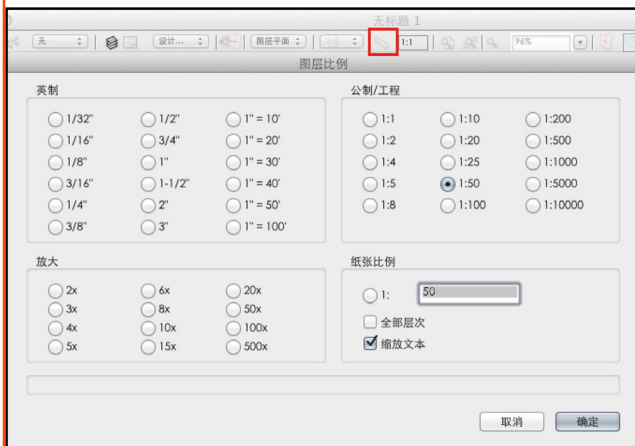 无标题 1
无 设计... 图层平面 1:1 96%
图层比例
英制
1/32" 1/2" 1" = 10'
1/16" 3/4" 1" = 20'
1/8" 1" 1" = 30'
3/16" 1-1/2" 1" = 40'
1/4" 2" 1" = 50'
3/8" 3" 1" = 100'
公制/工程
1:1 1:10 1:200
1:2 1:20 1:500
1:4 1:25 1:1000
1:5 1:50 1:5000
1:8 1:100 1:10000
放大
2x 6x 20x
3x 8x 50x
4x 10x 100x
5x 15x 500x
纸张比例
1: 50
全部层次
缩放文本
取消 确定